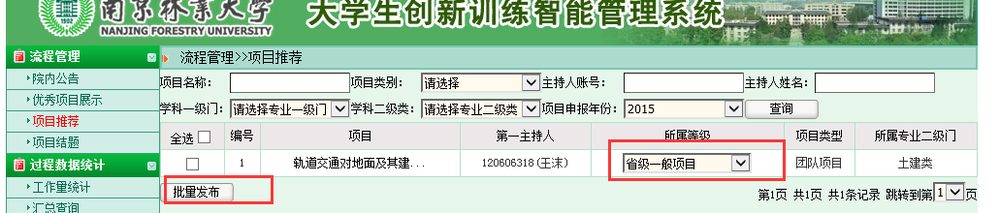 南京林业大学
NANJING FORESTRY UNIVERSITY
大学生创新训练智能管理系统
流程管理
院内公告
优秀项目展示
项目推荐
项目结题
过程数据统计
工作量统计
汇总查询
流程管理>>项目推荐
项目名称： 项目类别： 请选择 主持人账号： 主持人姓名：
学科一级门： 请选择专业一级门 学科二级类： 请选择专业二级类 项目申报年份： 2015 查询
全选 编号 项目 第一主持人 所属等级 项目类型 所属专业二级门
1 轨道交通对地面及其建... 120606318 (王沫) 省级一般项目 团队项目 土建类
批量发布
第1页 共1页 共1条记录 跳转到第 1 页